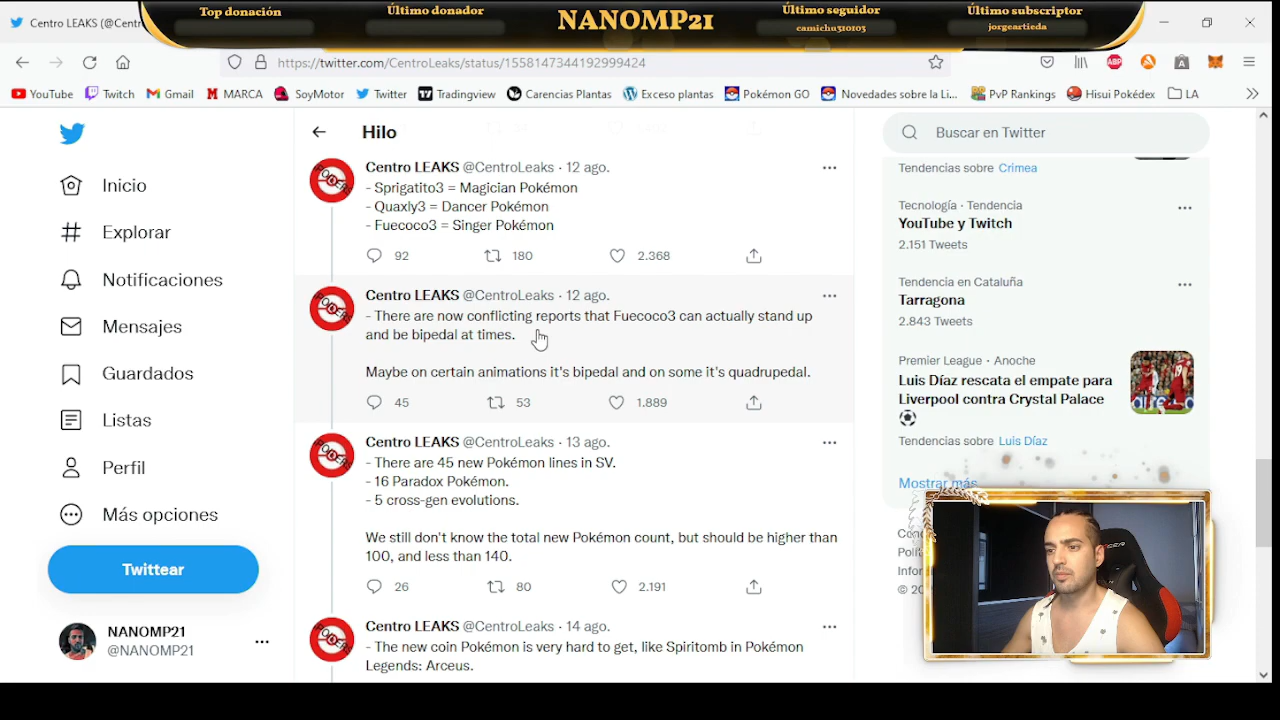 Top donación
Último donador
NANOMP21
Último seguidor
camichu310103
Último subscriptor
jorgeartieda
Centro LEAKS (@Centr
https://twitter.com/CentroLeaks/status/1558147344192999424
YouTube
Twitch
Gmail
MARCA
SoyMotor
Twitter
Tradingview
Carencias Plantas
Exceso plantas
Pokémon GO
Novedades sobre la Li...
PvP Rankings
Hisui Pokédex
LA
Inicio
Explorar
Notificaciones
Mensajes
Guardados
Listas
Perfil
Más opciones
Twittear
NANOMP21
@NANOMP21
Hilo
Centro LEAKS @CentroLeaks · 12 ago.
- Sprigatito3 = Magician Pokémon
- Quaxly3 = Dancer Pokémon
- Fuecoco3 = Singer Pokémon
92 180 2.368
Centro LEAKS @CentroLeaks · 12 ago.
- There are now conflicting reports that Fuecoco3 can actually stand up
and be bipedal at times.
Maybe on certain animations it's bipedal and on some it's quadrupedal.
45 53 1.889
Centro LEAKS @CentroLeaks · 13 ago.
- There are 45 new Pokémon lines in SV.
- 16 Paradox Pokémon.
- 5 cross-gen evolutions.
We still don't know the total new Pokémon count, but should be higher than
100, and less than 140.
26 80 2.191
Centro LEAKS @CentroLeaks · 14 ago.
- The new coin Pokémon is very hard to get, like Spiritomb in Pokémon
Legends: Arceus.
Buscar en Twitter
Tendencias sobre Crimea
Tecnología · Tendencia
YouTube y Twitch
2.151 Tweets
Tendencia en Cataluña
Tarragona
2.843 Tweets
Premier League · Anoche
Luis Díaz rescata el empate para
Liverpool contra Crystal Palace
Tendencias sobre Luis Díaz
Mostrar más